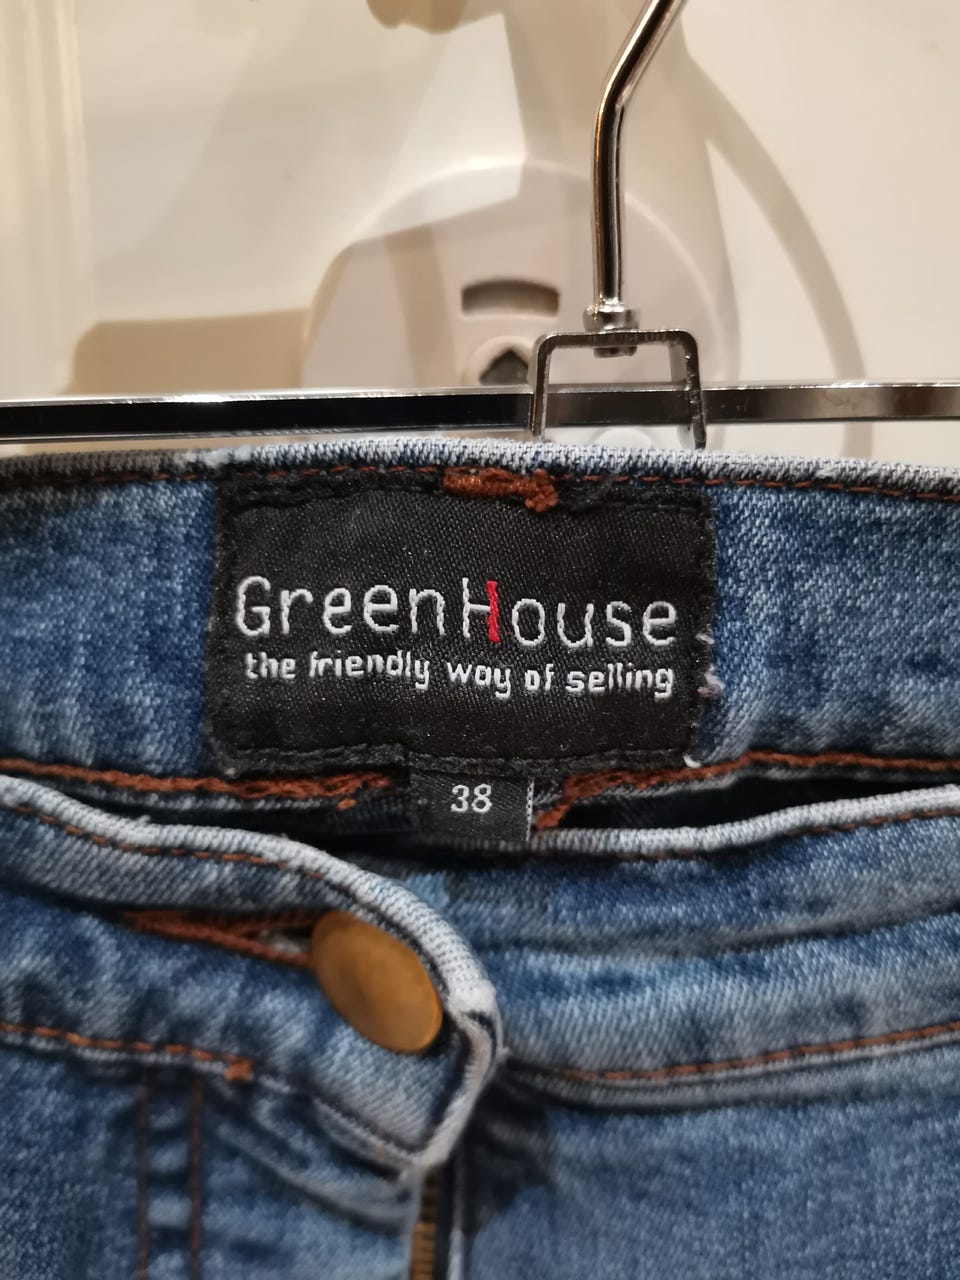 GreenHouse
the friendly way of selling
38